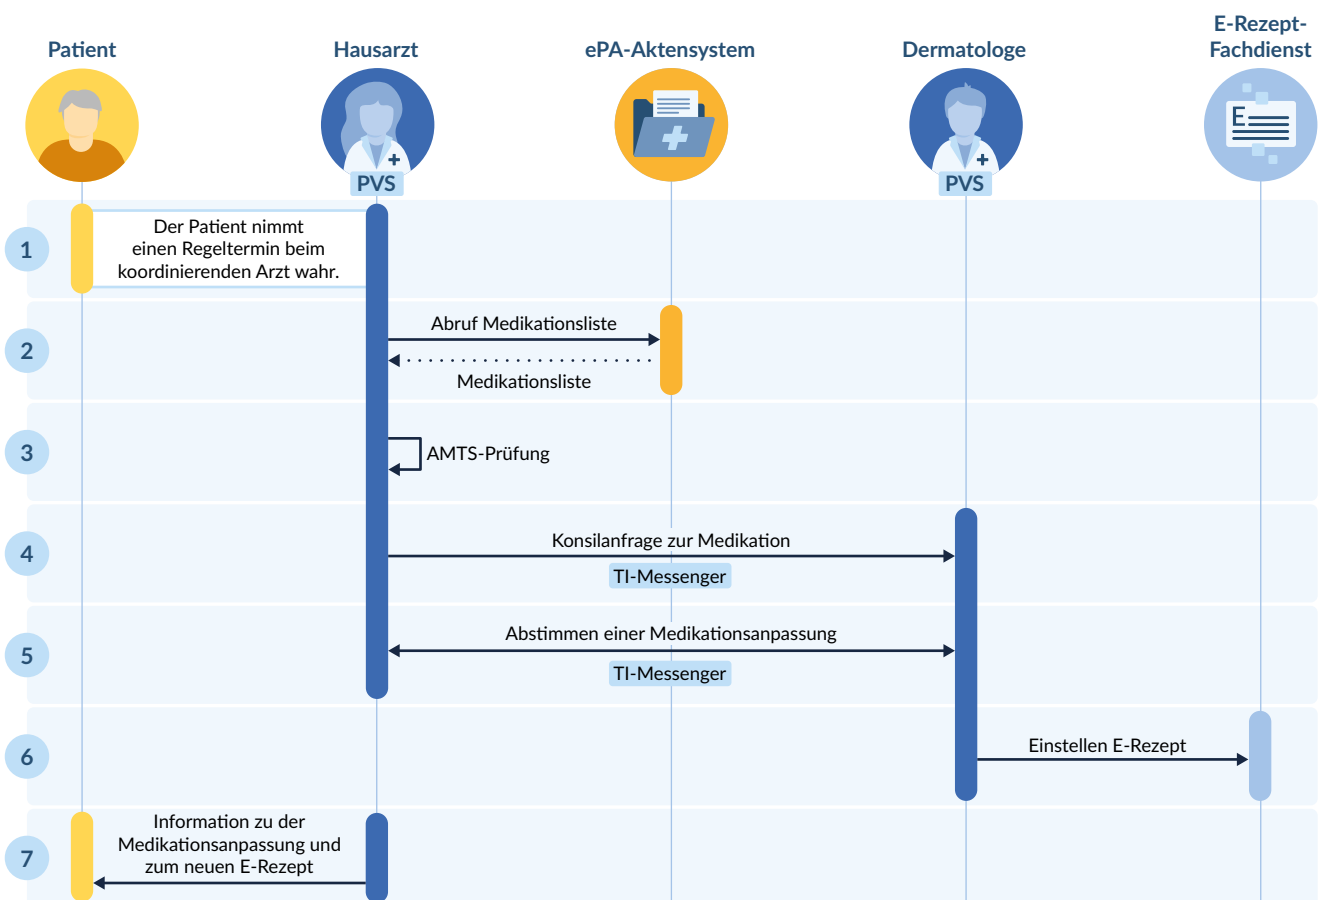 Patient
Hausarzt
ePA-Aktensystem
Dermatologe
E-Rezept-
Fachdienst
E
PVS
PVS
1
Der Patient nimmt
einen Regeltermin beim
koordinierenden Arzt wahr.
2
Abruf Medikationsliste
Medikationsliste
3
AMTS-Prüfung
4
Konsilanfrage zur Medikation
TI-Messenger
5
Abstimmen einer Medikationsanpassung
TI-Messenger
6
Einstellen E-Rezept
7
Information zu der
Medikationsanpassung und
zum neuen E-Rezept